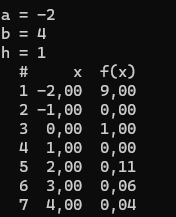 a = -2
b = 4
h = 1
# x f(x)
1 -2,00 9,00
2 -1,00 0,00
3 0,00 1,00
4 1,00 0,00
5 2,00 0,11
6 3,00 0,06
7 4,00 0,04